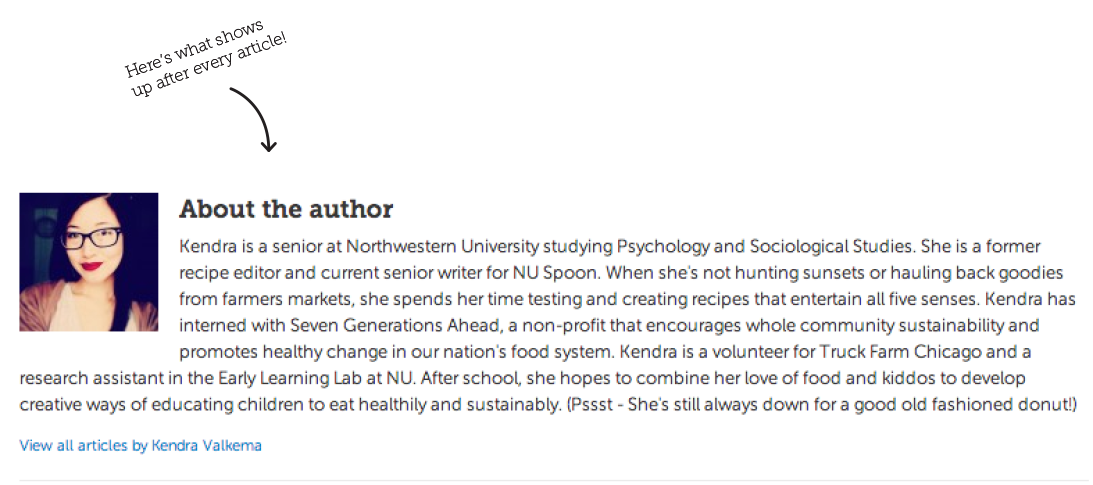 Here's what shows
up after every article!
About the author
Kendra is a senior at Northwestern University studying Psychology and Sociological Studies. She is a former
recipe editor and current senior writer for NU Spoon. When she's not hunting sunsets or hauling back goodies
from farmers markets, she spends her time testing and creating recipes that entertain all five senses. Kendra has
interned with Seven Generations Ahead, a non-profit that encourages whole community sustainability and
promotes healthy change in our nation's food system. Kendra is a volunteer for Truck Farm Chicago and a
research assistant in the Early Learning Lab at NU. After school, she hopes to combine her love of food and kiddos to develop
creative ways of educating children to eat healthily and sustainably. (Pssst - She's still always down for a good old fashioned donut!)
View all articles by Kendra Valkema